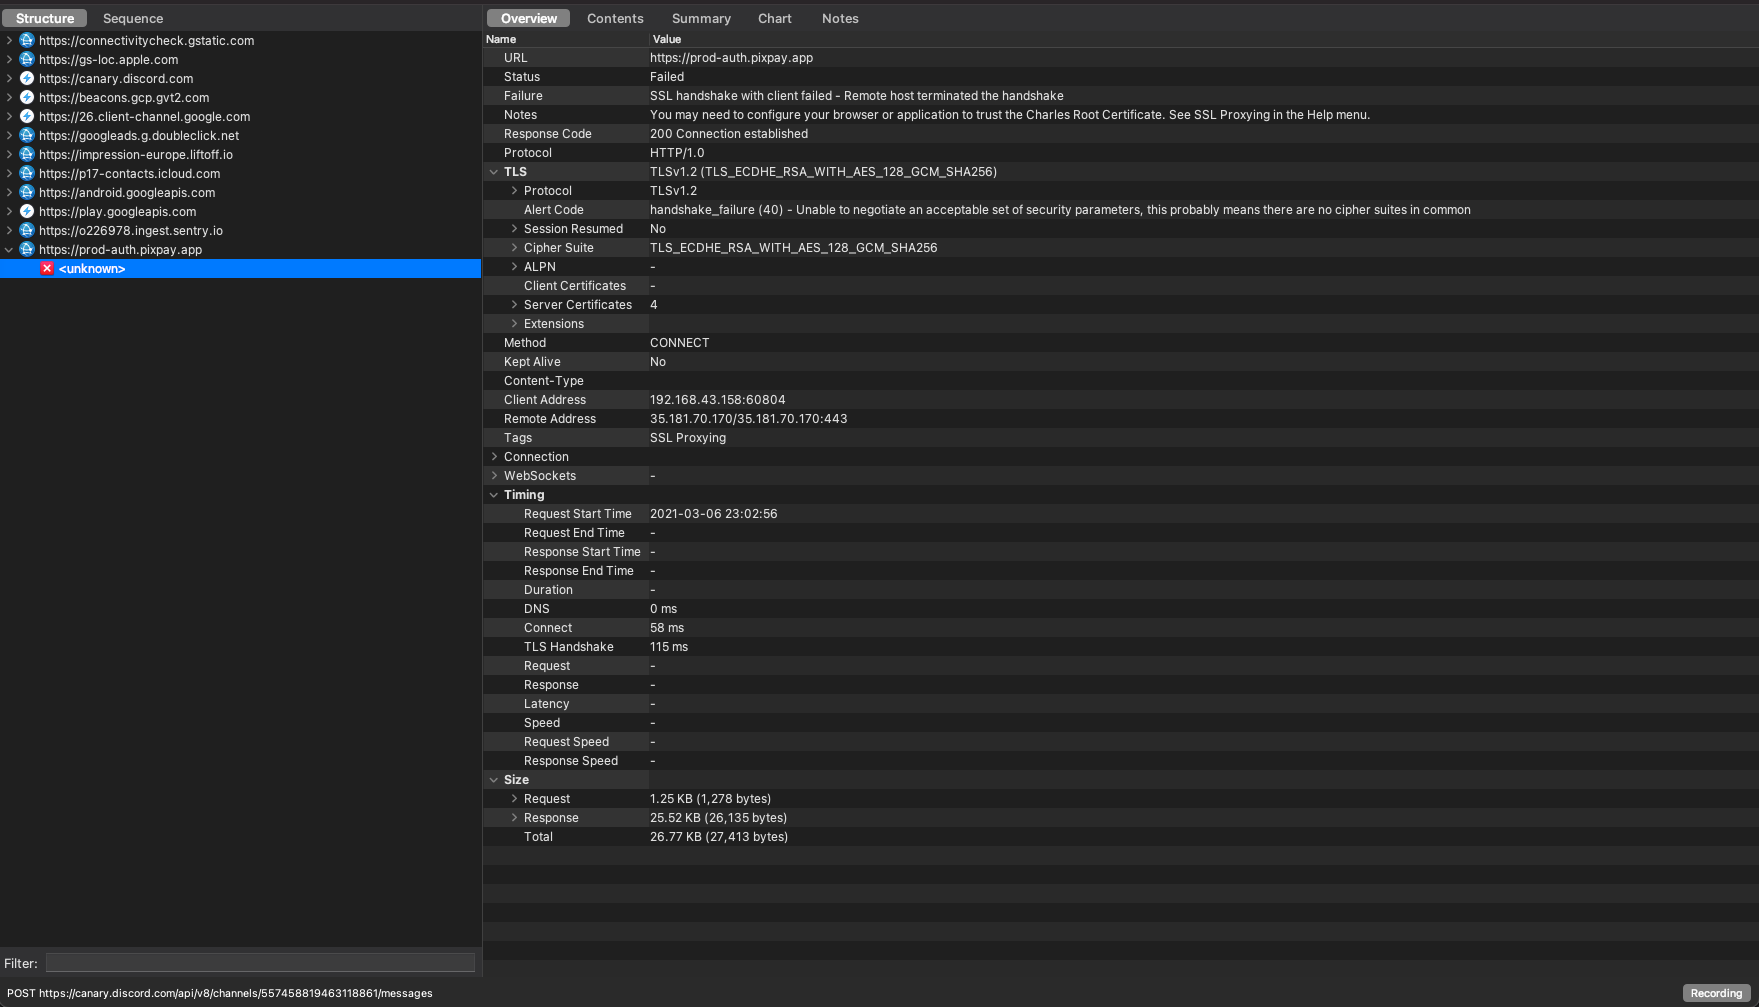 Structure Sequence
https://connectivitycheck.gstatic.com
https://gs-loc.apple.com
https://canary.discord.com
https://beacons.gcp.gvt2.com
https://26.client-channel.google.com
https://googleads.g.doubleclick.net
https://impression-europe.liftoff.io
https://p17-contacts.icloud.com
https://android.googleapis.com
https://play.googleapis.com
https://o226978.ingest.sentry.io
https://prod-auth.pixpay.app
<unknown>
Filter:
Overview Contents Summary Chart Notes
Name Value
URL https://prod-auth.pixpay.app
Status Failed
Failure SSL handshake with client failed - Remote host terminated the handshake
Notes You may need to configure your browser or application to trust the Charles Root Certificate. See SSL Proxying in the Help menu.
Response Code 200 Connection established
Protocol HTTP/1.0
TLS TLSv1.2 (TLS_ECDHE_RSA_WITH_AES_128_GCM_SHA256)
Protocol TLSv1.2
Alert Code handshake_failure (40) - Unable to negotiate an acceptable set of security parameters, this probably means there are no cipher suites in common
Session Resumed No
Cipher Suite TLS_ECDHE_RSA_WITH_AES_128_GCM_SHA256
ALPN -
Client Certificates -
Server Certificates 4
Extensions
Method CONNECT
Kept Alive No
Content-Type
Client Address 192.168.43.158:60804
Remote Address 35.181.70.170/35.181.70.170:443
Tags SSL Proxying
Connection
WebSockets -
Timing
Request Start Time 2021-03-06 23:02:56
Request End Time -
Response Start Time -
Response End Time -
Duration -
DNS 0 ms
Connect 58 ms
TLS Handshake 115 ms
Request -
Response -
Latency -
Speed -
Request Speed -
Response Speed -
Size
Request 1.25 KB (1,278 bytes)
Response 25.52 KB (26,135 bytes)
Total 26.77 KB (27,413 bytes)
POST https://canary.discord.com/api/v8/channels/557458819463118861/messages
Recording